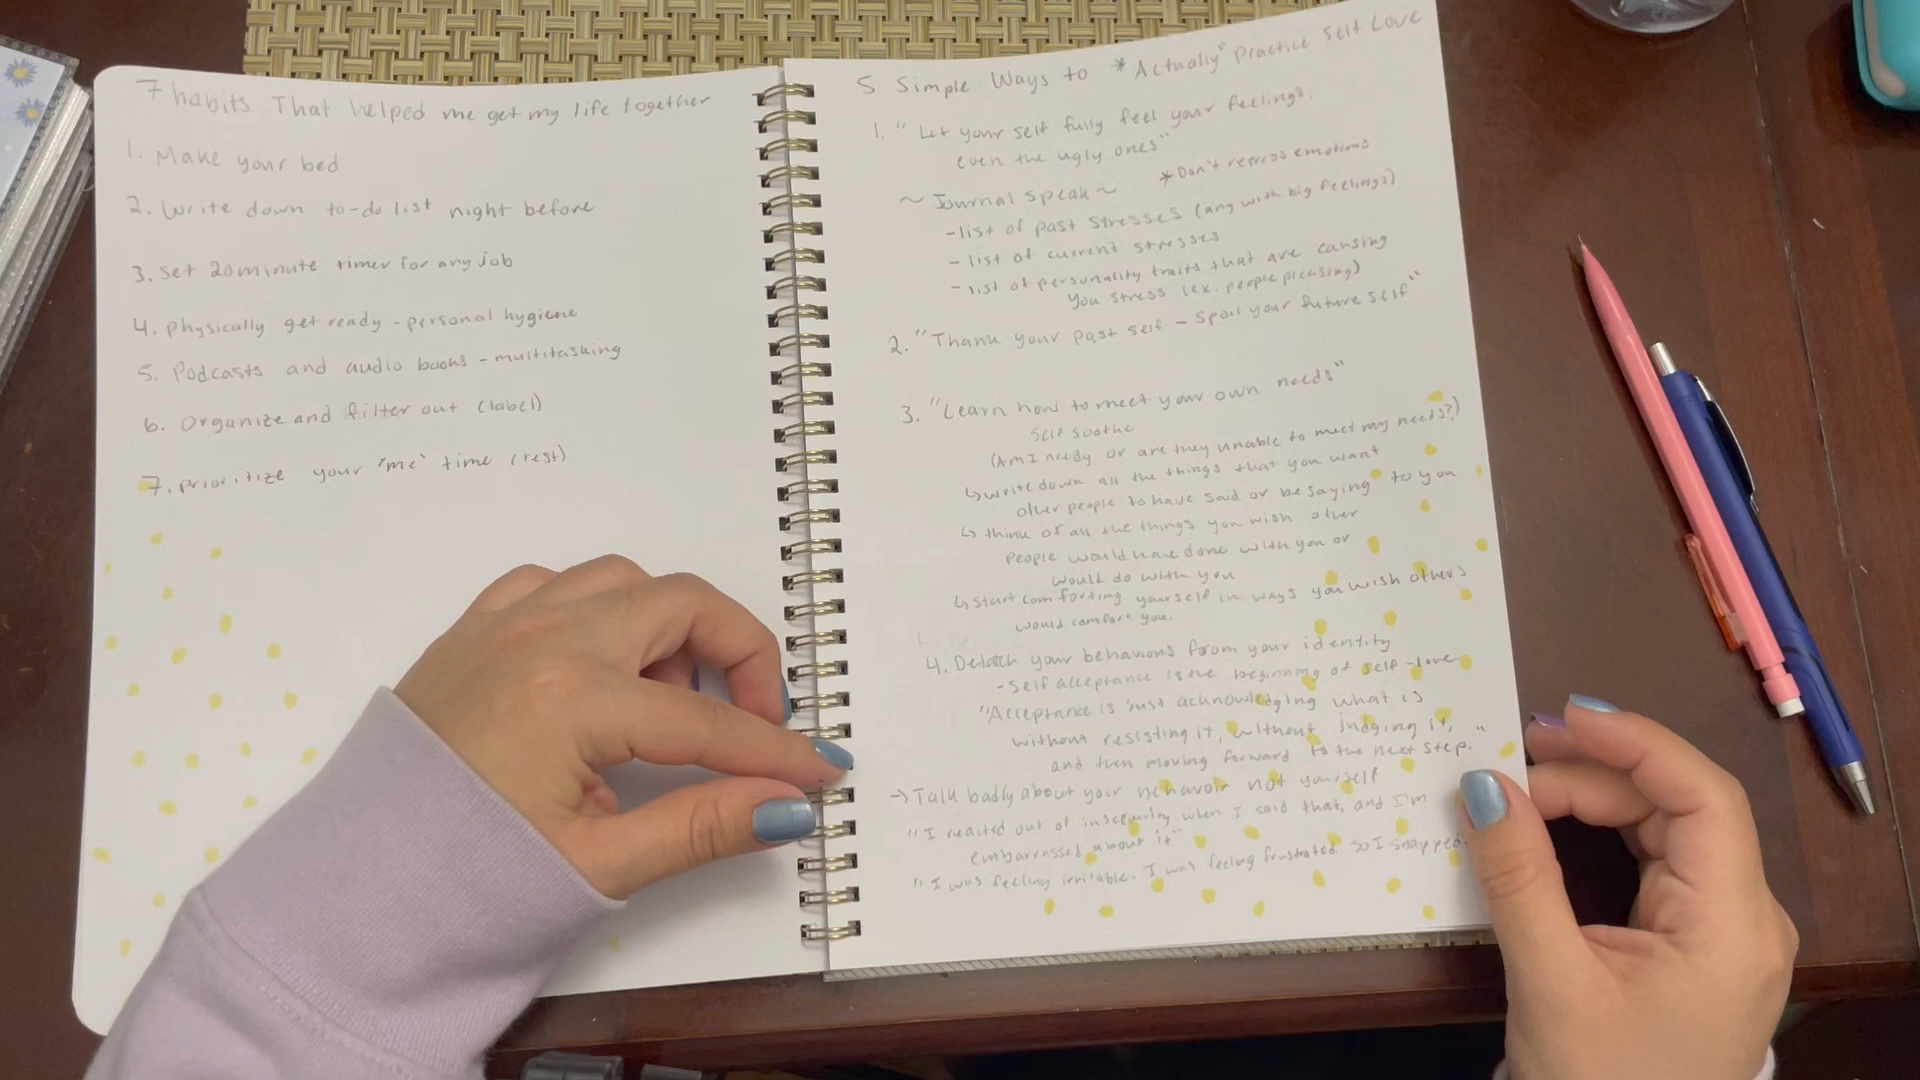 7 habits That helped me get my life together
1. Make your bed
2. Write down to-do list night before
3. Set 20 minute timer for any job
4. Physically get ready - personal hygiene
5. Podcasts and audio books - multitasking
6. Organize and filter out (label)
7. prioritize your "me" time (rest)
5 Simple Ways to *Actually* Practice Self Love
1. "Let your self fully feel your feelings,
even the ugly ones"
*Don't repress emotions
~ Journal Speak ~
- list of past stresses (any with big feelings)
- list of current stresses
- list of personality traits that are causing
you stress (ex. people pleasing)
2. "Thank your past self - Spoil your future self"
3. "Learn how to meet your own needs"
Self soothe
(Am I needy or are they unable to meet my needs?)
↳ write down all the things that you want
other people to have said or be saying to you
↳ think of all the things you wish other
people would have done with you or
would do with you
↳ start comforting yourself in ways you wish others
would comfort you.
4. Detatch your behaviors from your identity
- Self acceptance is the beginning of self-love
"Acceptance is just acknowledging what is
without resisting it, without judging it,
and then moving forward to the next step."
→ Talk badly about your behavoir not yourself
"I reacted out of insecurity when I said that, and I'm
embarrassed about it"
"I was feeling irritable. I was feeling frustrated so I snapped.